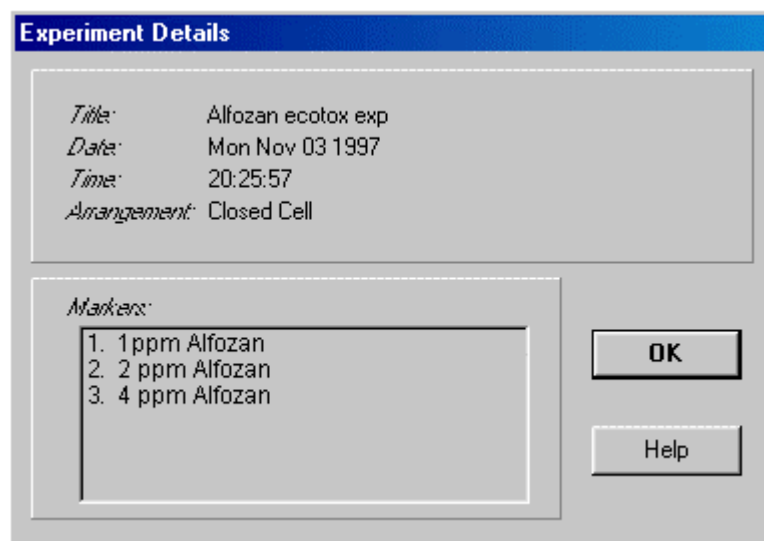 Experiment Details
Title: Alfozan ecotox exp
Date: Mon Nov 03 1997
Time: 20:25:57
Arrangement: Closed Cell
Markers:
1. 1ppm Alfozan
2. 2 ppm Alfozan
3. 4 ppm Alfozan
OK
Help